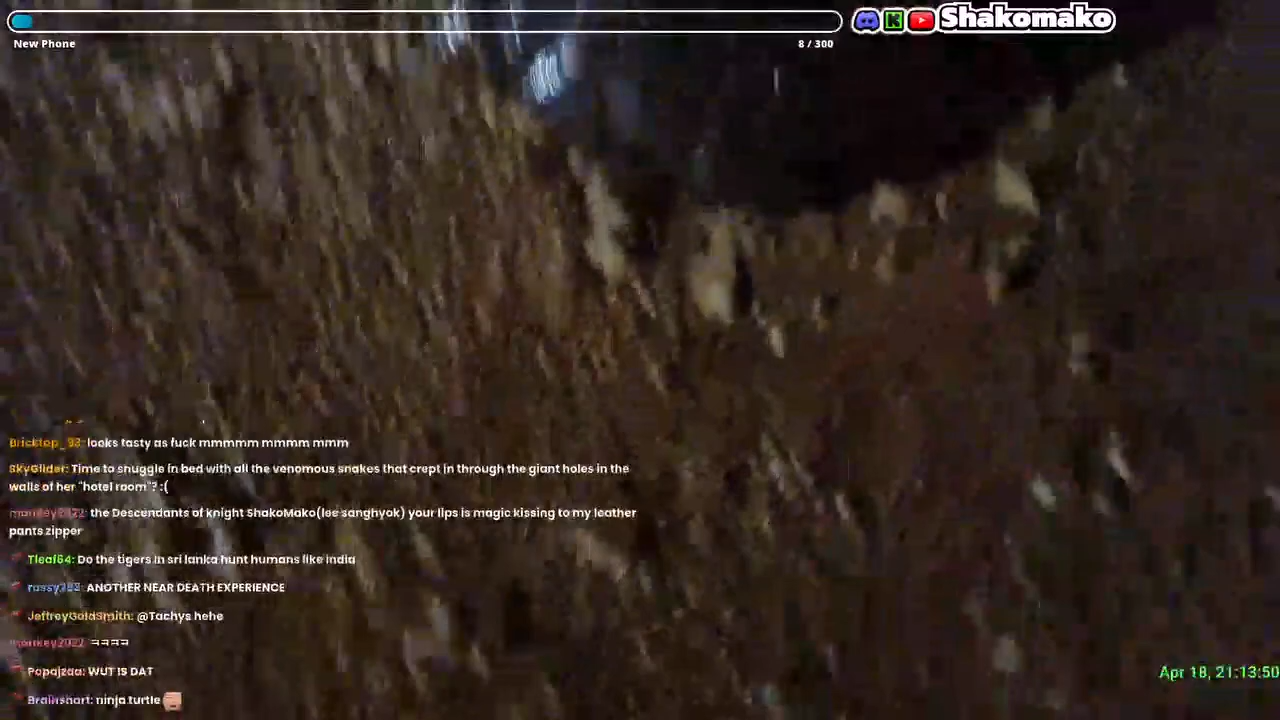 Shakomako
New Phone
8 / 300
Bricktop_93: looks tasty as fuck mmmmm mmmm mmm
SkyGlider: Time to snuggle in bed with all the venomous snakes that crept in through the giant holes in the
walls of her "hotel room"? :(
monkey2022: the Descendants of knight ShakoMako(lee sanghyok) your lips is magic kissing to my leather
pants zipper
Tleaf64: Do the tigers in sri lanka hunt humans like India
ANOTHER NEAR DEATH EXPERIENCE
JeffreyGoldSmith: @Tachys hehe
monkey2022: ㅋㅋㅋㅋ
Popajzaa: WUT IS DAT
Brainshart: ninja turtle
Apr 18, 21:13:50